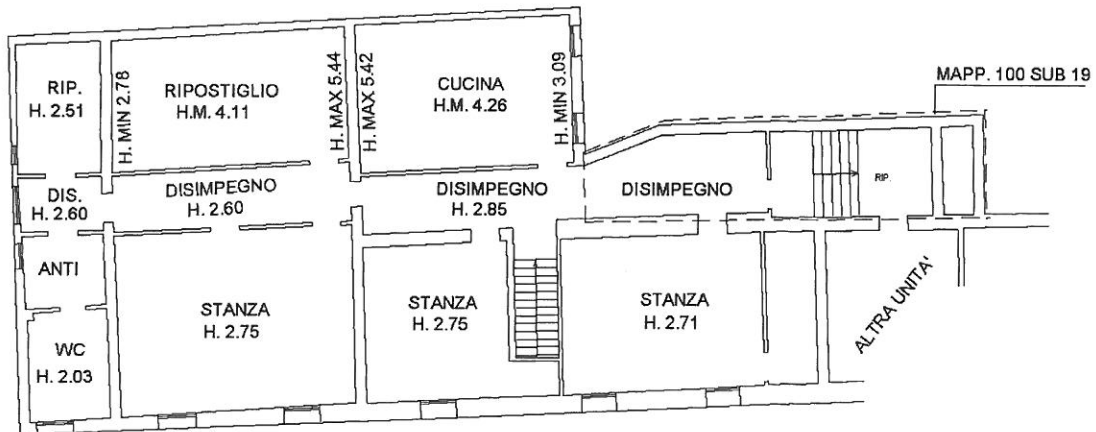 MAPP. 100 SUB 19
RIP.
H. 2.51
H. MIN 2.78
RIPOSTIGLIO
H.M. 4.11
H. MAX 5.44
H. MAX 5.42
CUCINA
H.M. 4.26
H. MIN 3.09
DIS.
H. 2.60
DISIMPEGNO
H. 2.60
DISIMPEGNO
H. 2.85
DISIMPEGNO
RIP.
ANTI
STANZA
H. 2.75
STANZA
H. 2.75
STANZA
H. 2.71
ALTRA UNITA'
WC
H. 2.03